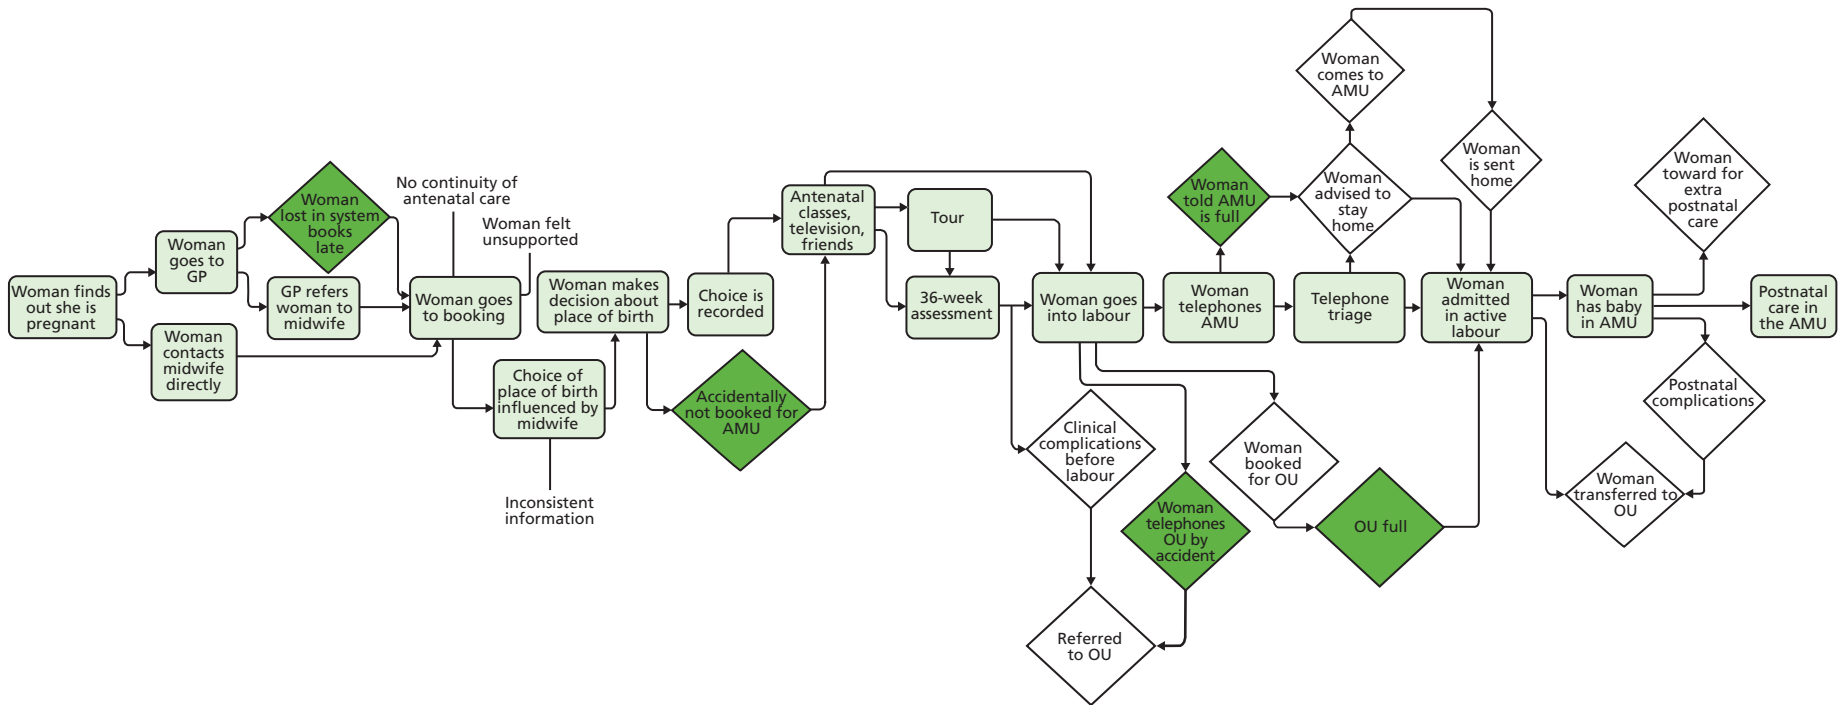 Woman finds
out she is
pregnant
Woman
goes to
GP
Woman
contacts
midwife
directly
Woman
lost in system
books
late
GP refers
woman to
midwife
No continuity of
antenatal care
Woman felt
unsupported
Woman goes
to booking
Choice of
place of birth
influenced by
midwife
Inconsistent
information
Woman makes
decision about
place of birth
Choice is
recorded
Accidentally
not booked for
AMU
Antenatal
classes,
television,
friends
Tour
36-week
assessment
Clinical
complications
before
labour
Referred
to OU
Woman goes
into labour
Woman
telephones
OU by
accident
Woman
booked
for OU
OU full
Woman
telephones
AMU
Woman
told AMU
is full
Telephone
triage
Woman
advised to
stay
home
Woman
comes to
AMU
Woman
is sent
home
Woman
admitted
in active
labour
Woman
has baby
in AMU
Woman
toward for
extra
postnatal
care
Postnatal
care in
the AMU
Postnatal
complications
Woman
transferred to
OU